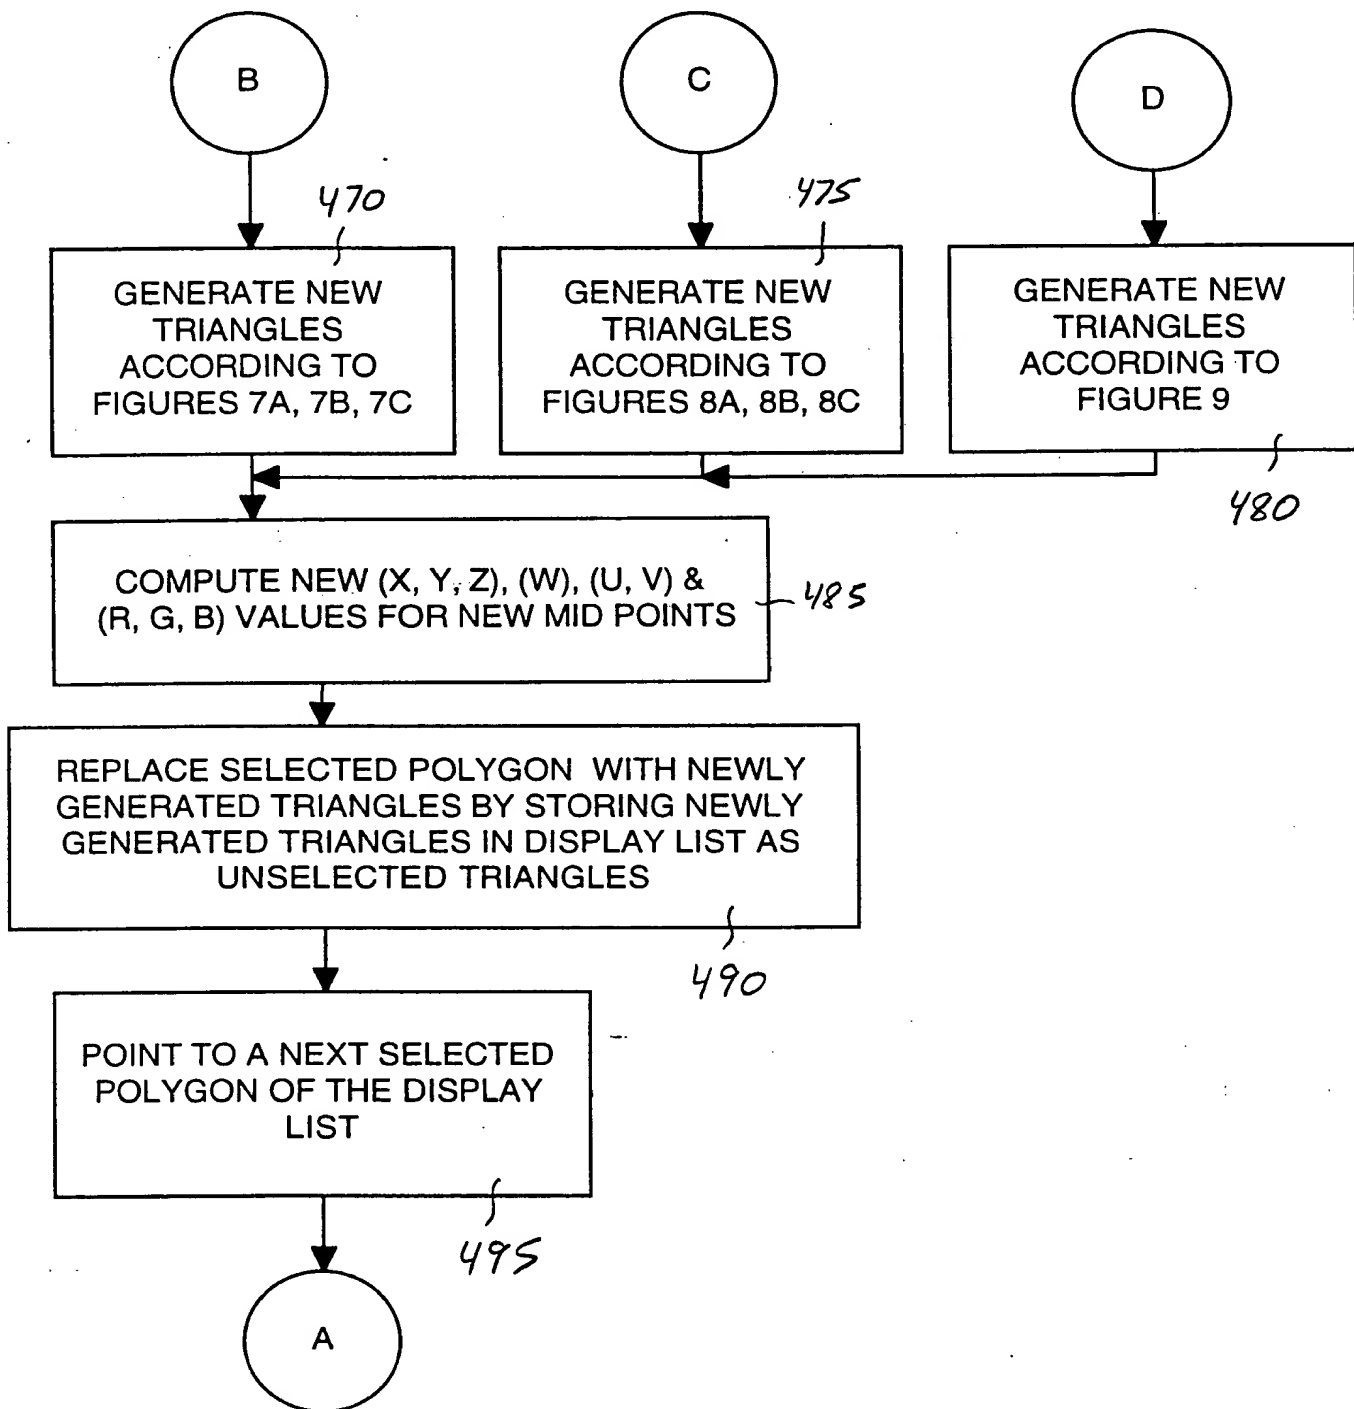 B
C
D
470
475
GENERATE NEW
TRIANGLES
ACCORDING TO
FIGURES 7A, 7B, 7C
GENERATE NEW
TRIANGLES
ACCORDING TO
FIGURES 8A, 8B, 8C
GENERATE NEW
TRIANGLES
ACCORDING TO
FIGURE 9
480
COMPUTE NEW (X, Y, Z), (W), (U, V) &
(R, G, B) VALUES FOR NEW MID POINTS
485
REPLACE SELECTED POLYGON WITH NEWLY
GENERATED TRIANGLES BY STORING NEWLY
GENERATED TRIANGLES IN DISPLAY LIST AS
UNSELECTED TRIANGLES
490
POINT TO A NEXT SELECTED
POLYGON OF THE DISPLAY
LIST
495
A